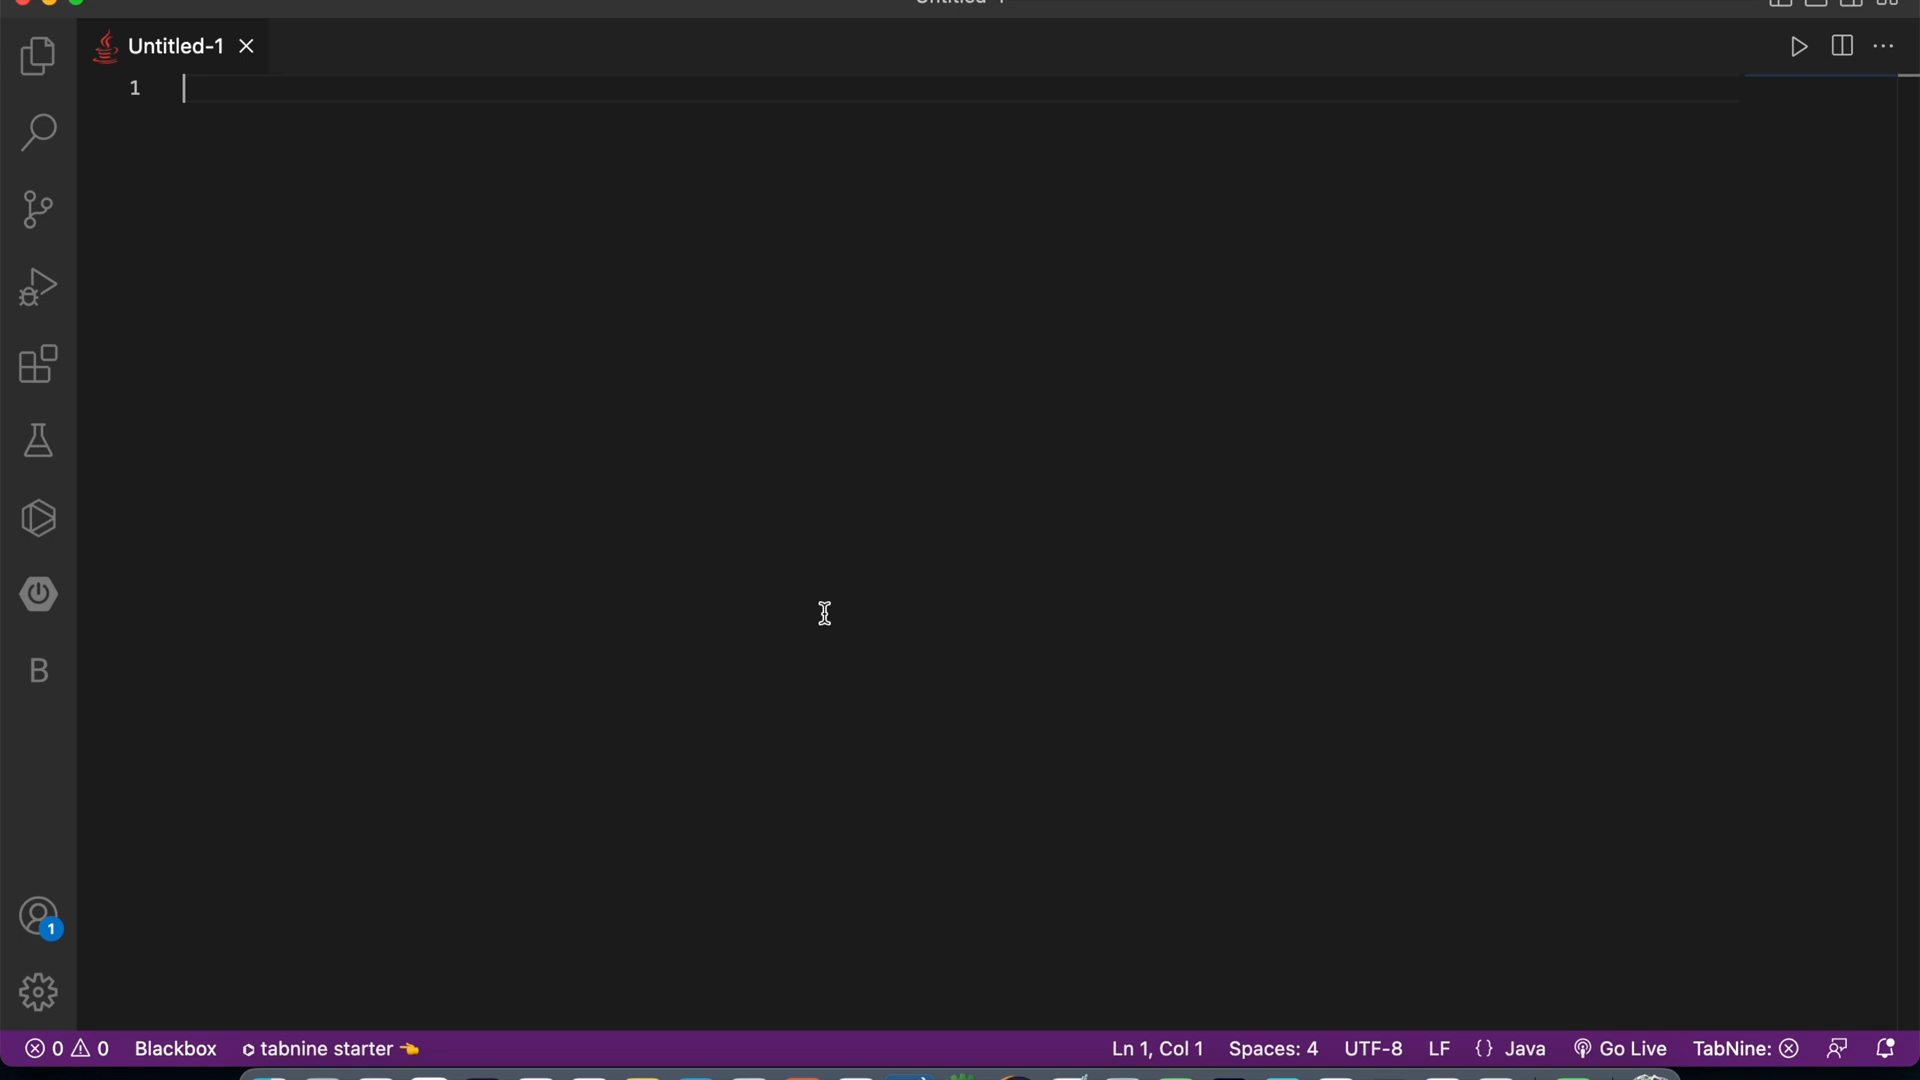 Untitled-1
1
B
1
0 0 Blackbox tabnine starter Ln 1, Col 1 Spaces: 4 UTF-8 LF {} Java Go Live TabNine: